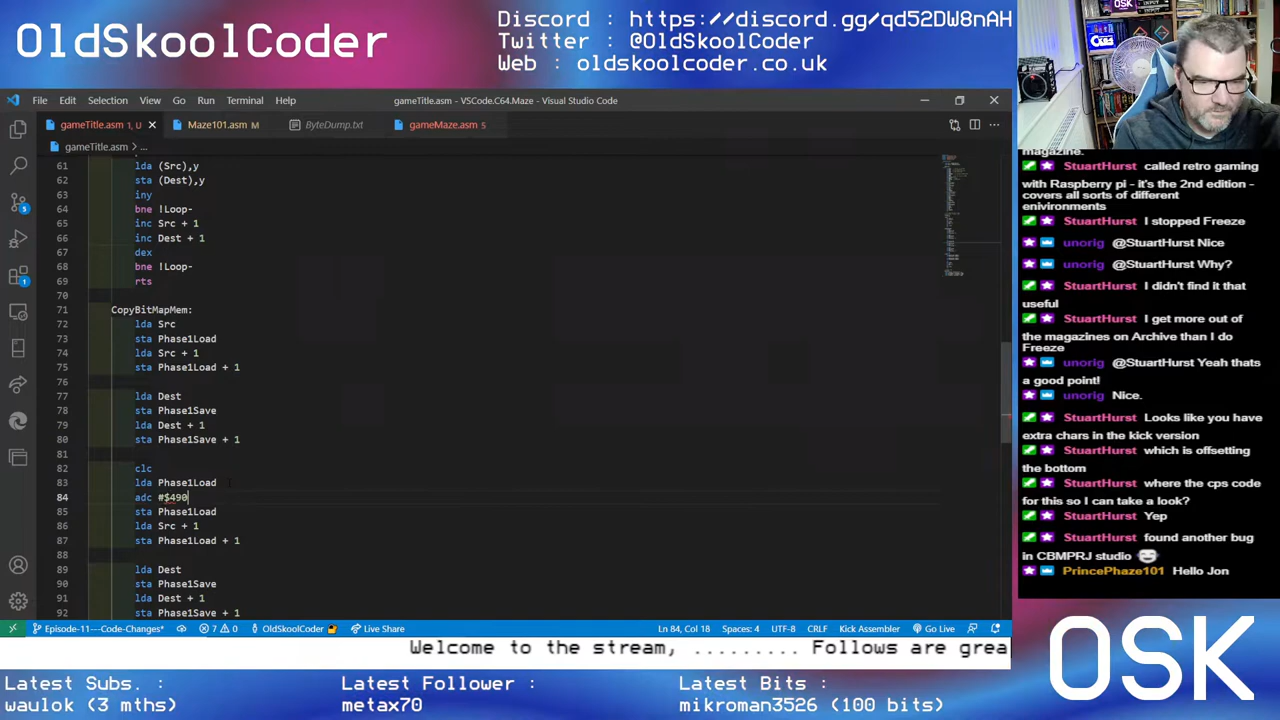 OldSkoolCoder
Discord : https://discord.gg/qd52DW8nAH
Twitter : @OldSkoolCoder
Web : oldskoolcoder.co.uk
File Edit Selection View Go Run Terminal Help
gameTitle.asm - VSCode.C64.Maze - Visual Studio Code
gameTitle.asm 1, U
Maze101.asm M
ByteDump.txt
gameMaze.asm 5
gameTitle.asm > ...
61 lda (Src),y
62 sta (Dest),y
63 iny
64 bne !Loop-
65 inc Src + 1
66 inc Dest + 1
67 dex
68 bne !Loop-
69 rts
70
71 CopyBitMapMem:
72 lda Src
73 sta Phase1Load
74 lda Src + 1
75 sta Phase1Load + 1
76
77 lda Dest
78 sta Phase1Save
79 lda Dest + 1
80 sta Phase1Save + 1
81
82 clc
83 lda Phase1Load
84 adc #$490
85 sta Phase1Load
86 lda Src + 1
87 sta Phase1Load + 1
88
89 lda Dest
90 sta Phase1Save
91 lda Dest + 1
92 sta Phase1Save + 1
magazine.
StuartHurst called retro gaming
with Raspberry pi - it's the 2nd edition -
covers all sorts of different
enivironments
StuartHurst I stopped Freeze
unorig @StuartHurst Nice
unorig @StuartHurst Why?
StuartHurst I didn't find it that
useful
StuartHurst I get more out of
the magazines on Archive than I do
Freeze
unorig @StuartHurst Yeah thats
a good point!
unorig Nice.
StuartHurst Looks like you have
extra chars in the kick version
StuartHurst which is offsetting
the bottom
StuartHurst where the cps code
for this so I can take a look?
StuartHurst Yep
StuartHurst found another bug
in CBMPRJ studio
PrincePhaze101 Hello Jon
Episode-11---Code-Changes* 7 0 OldSkoolCoder Live Share
Ln 84, Col 18 Spaces: 4 UTF-8 CRLF Kick Assembler Go Live
Welcome to the stream, ......... Follows are grea
Latest Subs. :
waulok (3 mths)
Latest Follower :
metax70
Latest Bits :
mikroman3526 (100 bits)
OSK